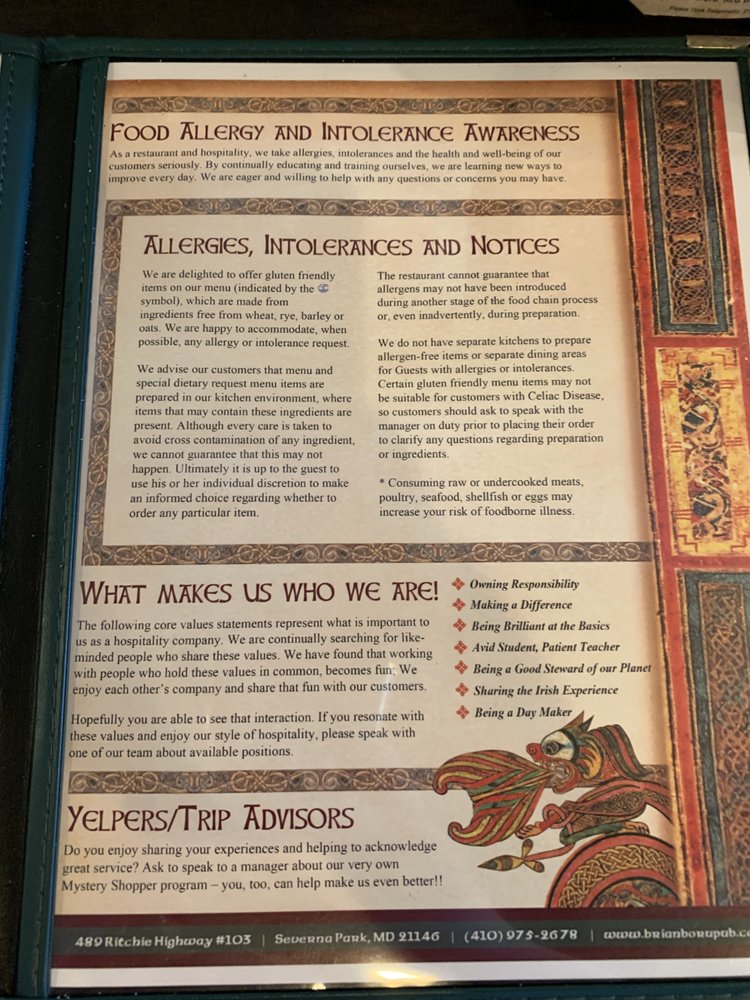 Please Drink Responsibly
FOOD ALLERGY AND INTOLERANCE AWARENESS
As a restaurant and hospitality, we take allergies, intolerances and the health and well-being of our
customers seriously. By continually educating and training ourselves, we are learning new ways to
improve every day. We are eager and willing to help with any questions or concerns you may have.
ALLERGIES, INTOLERANCES AND NOTICES
We are delighted to offer gluten friendly
items on our menu (indicated by the
symbol), which are made from
ingredients free from wheat, rye, barley or
oats. We are happy to accommodate, when
possible, any allergy or intolerance request.
We advise our customers that menu and
special dietary request menu items are
prepared in our kitchen environment, where
items that may contain these ingredients are
present. Although every care is taken to
avoid cross contamination of any ingredient,
we cannot guarantee that this may not
happen. Ultimately it is up to the guest to
use his or her individual discretion to make
an informed choice regarding whether to
order any particular item.
The restaurant cannot guarantee that
allergens may not have been introduced
during another stage of the food chain process
or, even inadvertently, during preparation.
We do not have separate kitchens to prepare
allergen-free items or separate dining areas
for Guests with allergies or intolerances.
Certain gluten friendly menu items may not
be suitable for customers with Celiac Disease,
so customers should ask to speak with the
manager on duty prior to placing their order
to clarify any questions regarding preparation
or ingredients.
* Consuming raw or undercooked meats,
poultry, seafood, shellfish or eggs may
increase your risk of foodborne illness.
WHAT MAKES US WHO WE ARE!
The following core values statements represent what is important to
us as a hospitality company. We are continually searching for like-
minded people who share these values. We have found that working
with people who hold these values in common, becomes fun; We
enjoy each other's company and share that fun with our customers.
Hopefully you are able to see that interaction. If you resonate with
these values and enjoy our style of hospitality, please speak with
one of our team about available positions.
Owning Responsibility
Making a Difference
Being Brilliant at the Basics
Avid Student, Patient Teacher
Being a Good Steward of our Planet
Sharing the Irish Experience
Being a Day Maker
YELPERS/TRIP ADVISORS
Do you enjoy sharing your experiences and helping to acknowledge
great service? Ask to speak to a manager about our very own
Mystery Shopper program – you, too, can help make us even better!!
489 Ritchie Highway #103 | Severna Park, MD 21146 | (410) 975-2678 | www.brianborupub.c